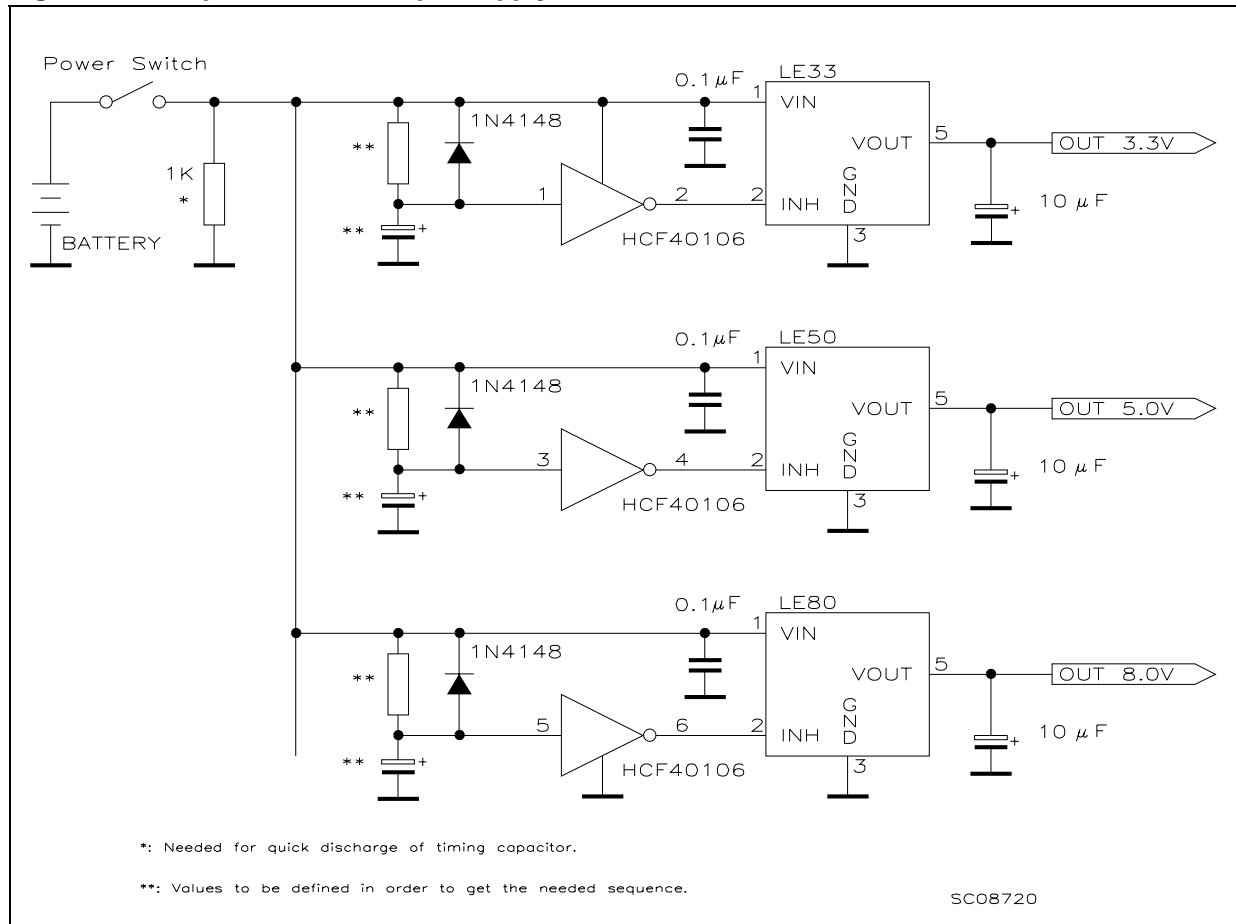 Power Switch
1K
*
BATTERY
**
**
+
1N4148
1
2
HCF40106
0.1μF
LE33
1
VIN
2
INH
GND
3
VOUT
5
+
10 μF
OUT 3.3V
**
**
+
1N4148
3
4
HCF40106
0.1μF
LE50
1
VIN
2
INH
GND
3
VOUT
5
+
10 μF
OUT 5.0V
**
**
+
1N4148
5
6
HCF40106
0.1μF
LE80
1
VIN
2
INH
GND
3
VOUT
5
+
10 μF
OUT 8.0V
*: Needed for quick discharge of timing capacitor.
**: Values to be defined in order to get the needed sequence.
SC08720